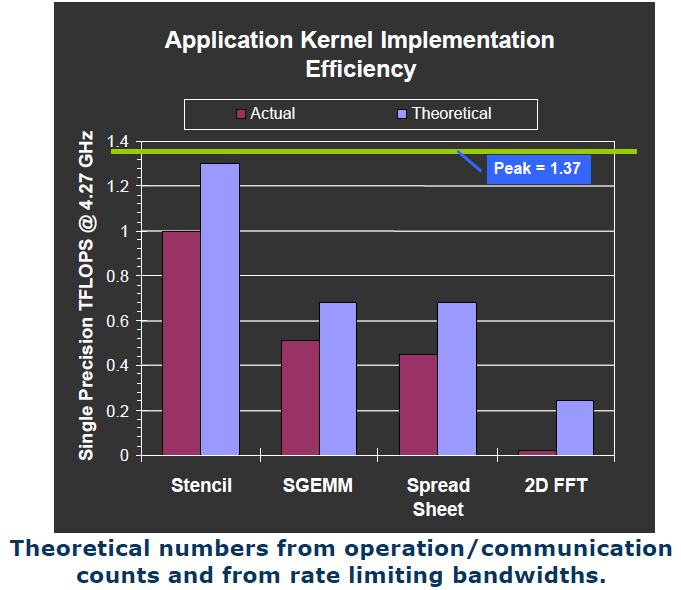 Application Kernel Implementation
Efficiency
Actual
Theoretical
Single Precision TFLOPS @ 4.27 GHz
1.4
1.2
1
0.8
0.6
0.4
0.2
0
Peak = 1.37
Stencil
SGEMM
Spread
Sheet
2D FFT
Theoretical numbers from operation/communication
counts and from rate limiting bandwidths.